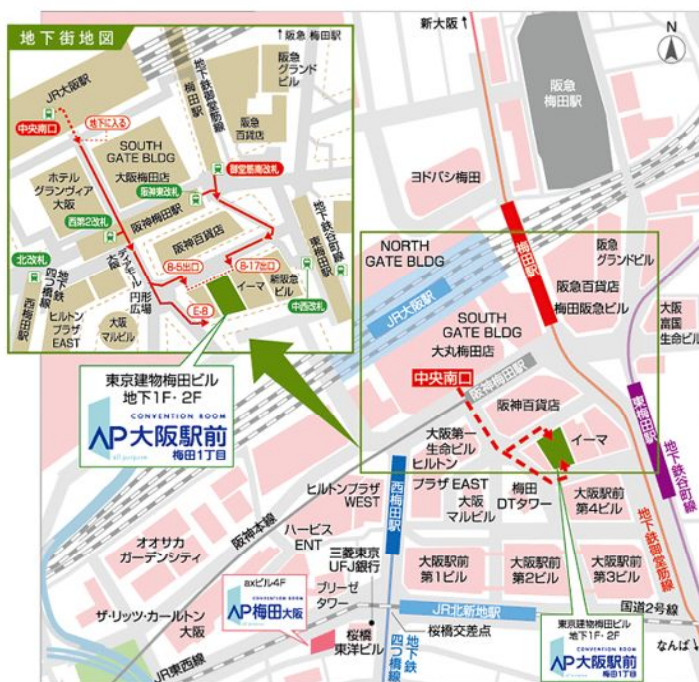 地下街地図
↑阪急 梅田駅
JR大阪駅
中央南口
地下に入る
梅田駅
地下鉄御堂筋線
阪急
グランド
ビル
阪急
百貨店
SOUTH
GATE BLDG
大阪梅田店
御堂筋南改札
ホテル
グランヴィア
大阪
阪神東改札
西第2改札
阪神梅田駅
阪神百貨店
北改札
西梅田駅
地下鉄
四つ橋線
ディアモール
大阪
8-5出口
6-17出口
円形
広場
E-8
イーマ
新阪急
ビル
中西改札
東梅田駅
地下鉄谷町線
ヒルトン
プラザ
EAST
大阪
マルビル
東京建物梅田ビル
地下1F・2F
CONVENTION ROOM
AP大阪駅前
all purpose
梅田1丁目
新大阪
N
阪急
梅田駅
ヨドバシ梅田
NORTH
GATE BLDG
JR大阪駅
梅田駅
阪急
グランドビル
阪急百貨店
梅田阪急ビル
SOUTH
GATE BLDG
大丸梅田店
大阪
富国
生命ビル
中央南口
阪神梅田駅
阪神百貨店
イーマ
東梅田駅
地下鉄谷町線
大阪第一
生命ビル
ヒルトン
プラザ EAST
西梅田駅
ヒルトンプラザ
WEST
大阪
マルビル
梅田
DTタワー
大阪駅前
第4ビル
地下鉄御堂筋線
阪神本線
ハービス
ENT
オオサカ
ガーデンシティ
三菱東京
UFJ銀行
大阪駅前
第1ビル
大阪駅前
第2ビル
大阪駅前
第3ビル
axビル4F
AP梅田大阪
ブリーゼ
タワー
JR北新地駅
国道2号線
ザ・リッツ・カールトン
大阪
桜橋
東洋ビル
桜橋交差点
地下鉄
四つ橋線
JR東西線
東京建物梅田ビル
地下1F・2F
CONVENTION ROOM
AP大阪駅前
梅田1丁目
なんば